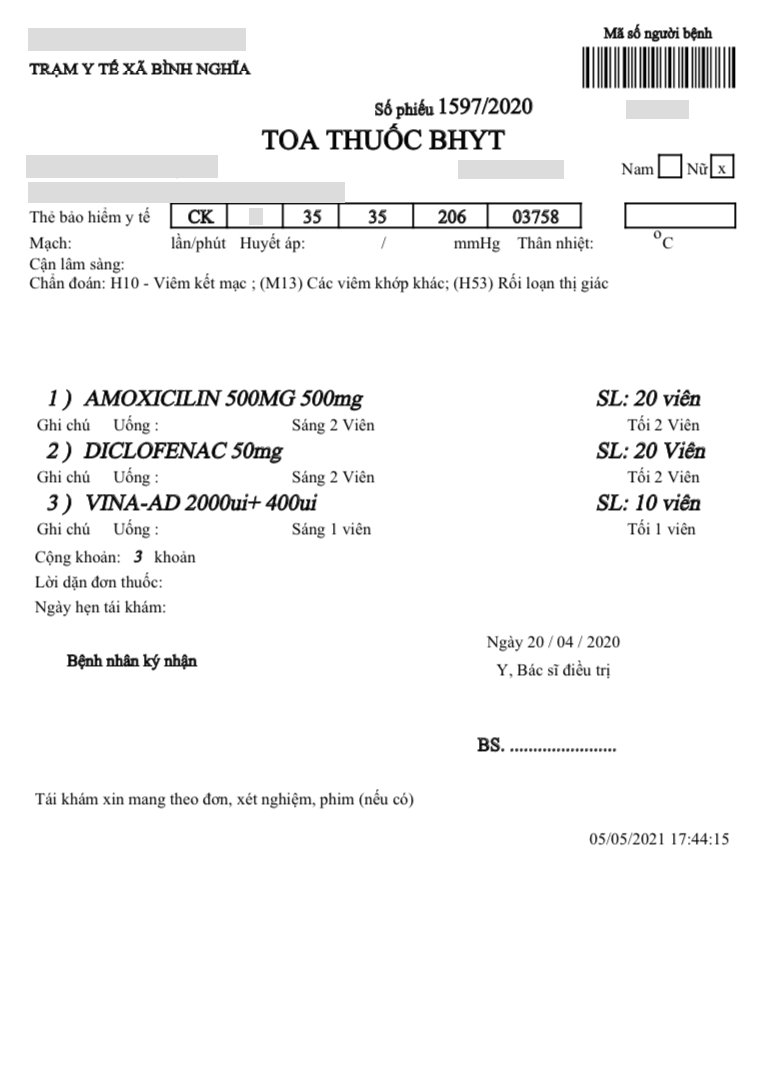 Mã số người bệnh
TRẠM Y TẾ XÃ BÌNH NGHĨA
Số phiếu 1597/2020
TOA THUỐC BHYT
Nam Nữ x
Thẻ bảo hiểm y tế CK 35 35 206 03758
Mạch: lần/phút Huyết áp: / mmHg Thân nhiệt: °C
Cận lâm sàng:
Chẩn đoán: H10 - Viêm kết mạc ; (M13) Các viêm khớp khác; (H53) Rối loạn thị giác
1 ) AMOXICILIN 500MG 500mg SL: 20 viên
Ghi chú Uống : Sáng 2 Viên Tối 2 Viên
2 ) DICLOFENAC 50mg SL: 20 Viên
Ghi chú Uống : Sáng 2 Viên Tối 2 Viên
3 ) VINA-AD 2000ui+ 400ui SL: 10 viên
Ghi chú Uống : Sáng 1 viên Tối 1 viên
Cộng khoản: 3 khoản
Lời dặn đơn thuốc:
Ngày hẹn tái khám:
Ngày 20 / 04 / 2020
Bệnh nhân ký nhận
Y, Bác sĩ điều trị
BS. .......................
Tái khám xin mang theo đơn, xét nghiệm, phim (nếu có)
05/05/2021 17:44:15